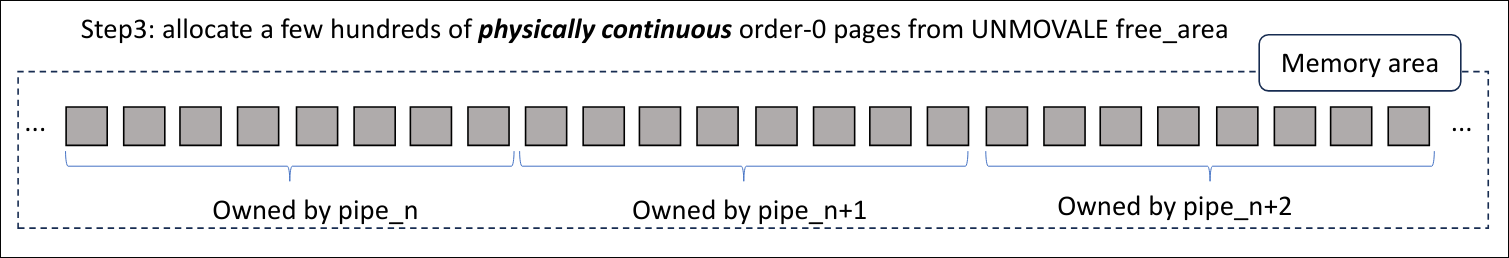 Step3: allocate a few hundreds of physically continuous order-0 pages from UNMOVALE free_area
Memory area
... ...
Owned by pipe_n Owned by pipe_n+1 Owned by pipe_n+2